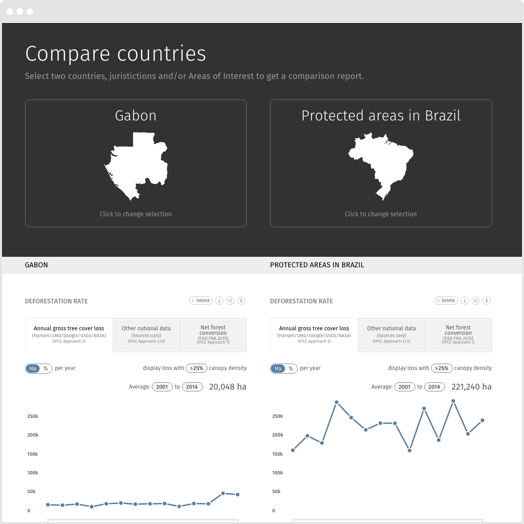 Compare countries
Select two countries, juristictions and/or Areas of Interest to get a comparison report.
Gabon
Click to change selection
Protected areas in Brazil
Click to change selection
GABON
PROTECTED AREAS IN BRAZIL
DEFORESTATION RATE
Delete
Annual gross tree cover loss
(Hansen/UMD/Google/USGS/NASA)
(IPCC Approach 3)
Other national data
(Sources vary)
(IPCC Approach 2/3)
Net forest
conversion
(FAO FRA 2015)
(IPCC Approach 1)
Ha % per year
display loss with >25% canopy density
Average: 2001 to 2014 20,048 ha
250k
200k
150k
100k
50k
0
DEFORESTATION RATE
Delete
Annual gross tree cover loss
(Hansen/UMD/Google/USGS/NASA)
(IPCC Approach 3)
Other national data
(Sources vary)
(IPCC Approach 2/3)
Net forest
conversion
(FAO FRA 2015)
(IPCC Approach 1)
Ha % per year
display loss with >25% canopy density
Average: 2001 to 2014 221,240 ha
250k
200k
150k
100k
50k
0